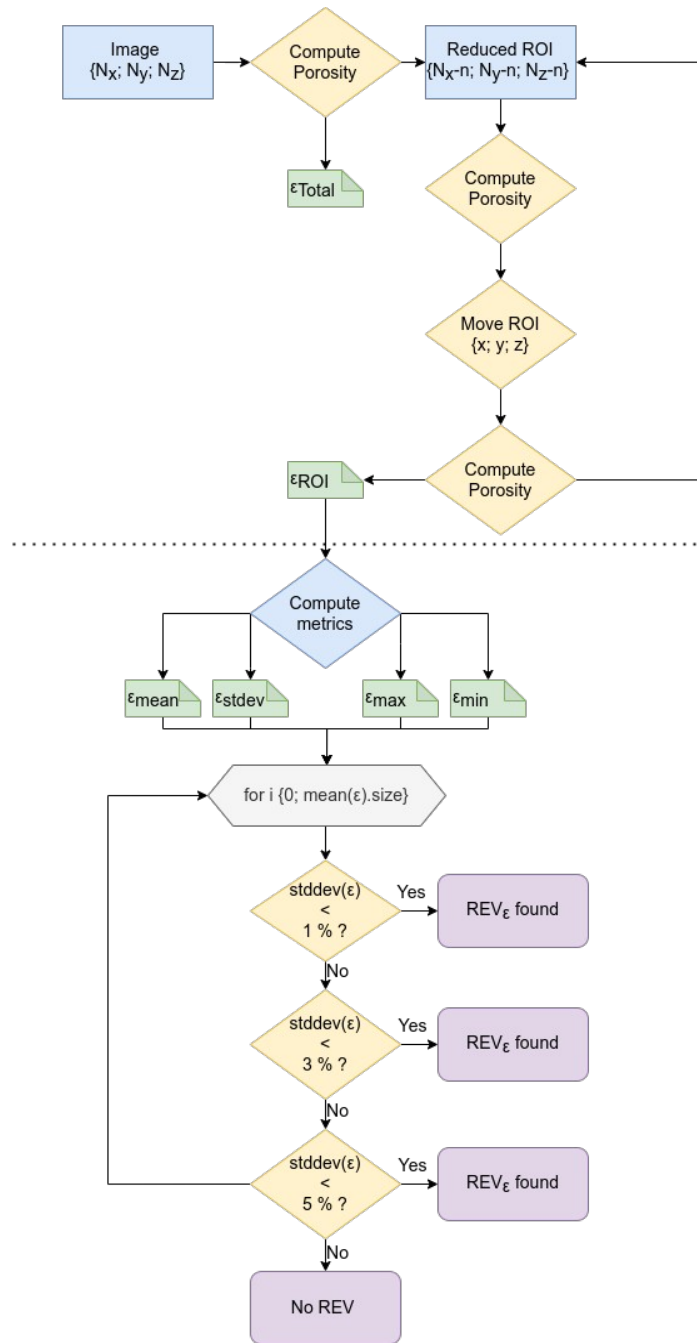 Image
{Nx; Ny; Nz}
Compute
Porosity
Reduced ROI
{Nx-n; Ny-n; Nz-n}
εTotal
Compute
Porosity
Move ROI
{x; y; z}
εROI
Compute
Porosity
Compute
metrics
εmean
εstdev
εmax
εmin
for i {0; mean(ε).size}
stddev(ε)
<
1 % ?
Yes
REVε found
No
stddev(ε)
<
3 % ?
Yes
REVε found
No
stddev(ε)
<
5 % ?
Yes
REVε found
No
No REV